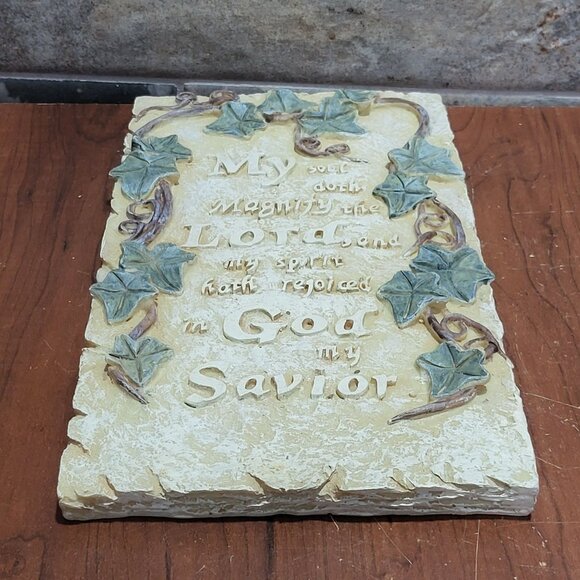 My soul
doth
Magnify the
Lord, and
my spirit
hath rejoiced
in God
my
Savior